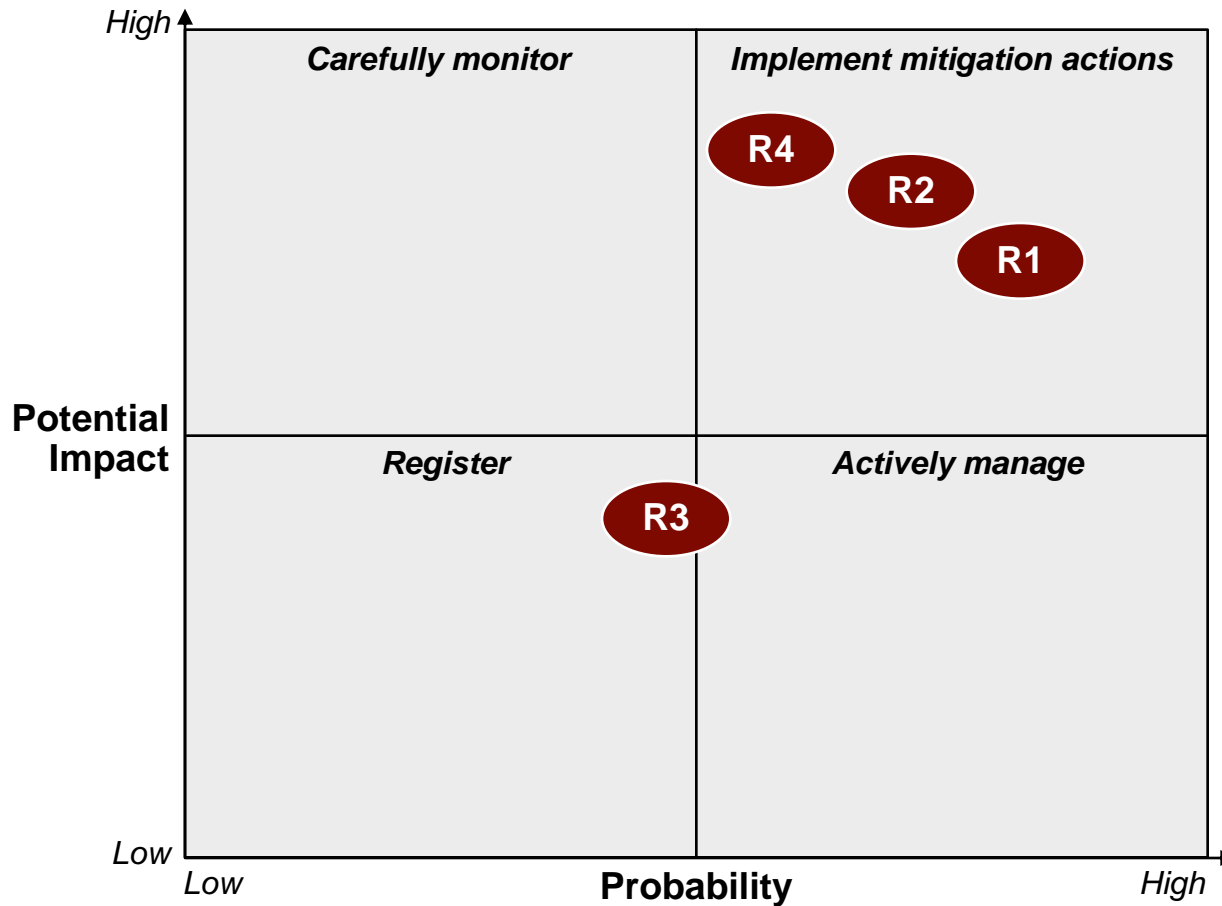 High
Carefully monitor
Implement mitigation actions
R4
R2
R1
Potential
Impact
Register
Actively manage
R3
Low
Low
Probability
High